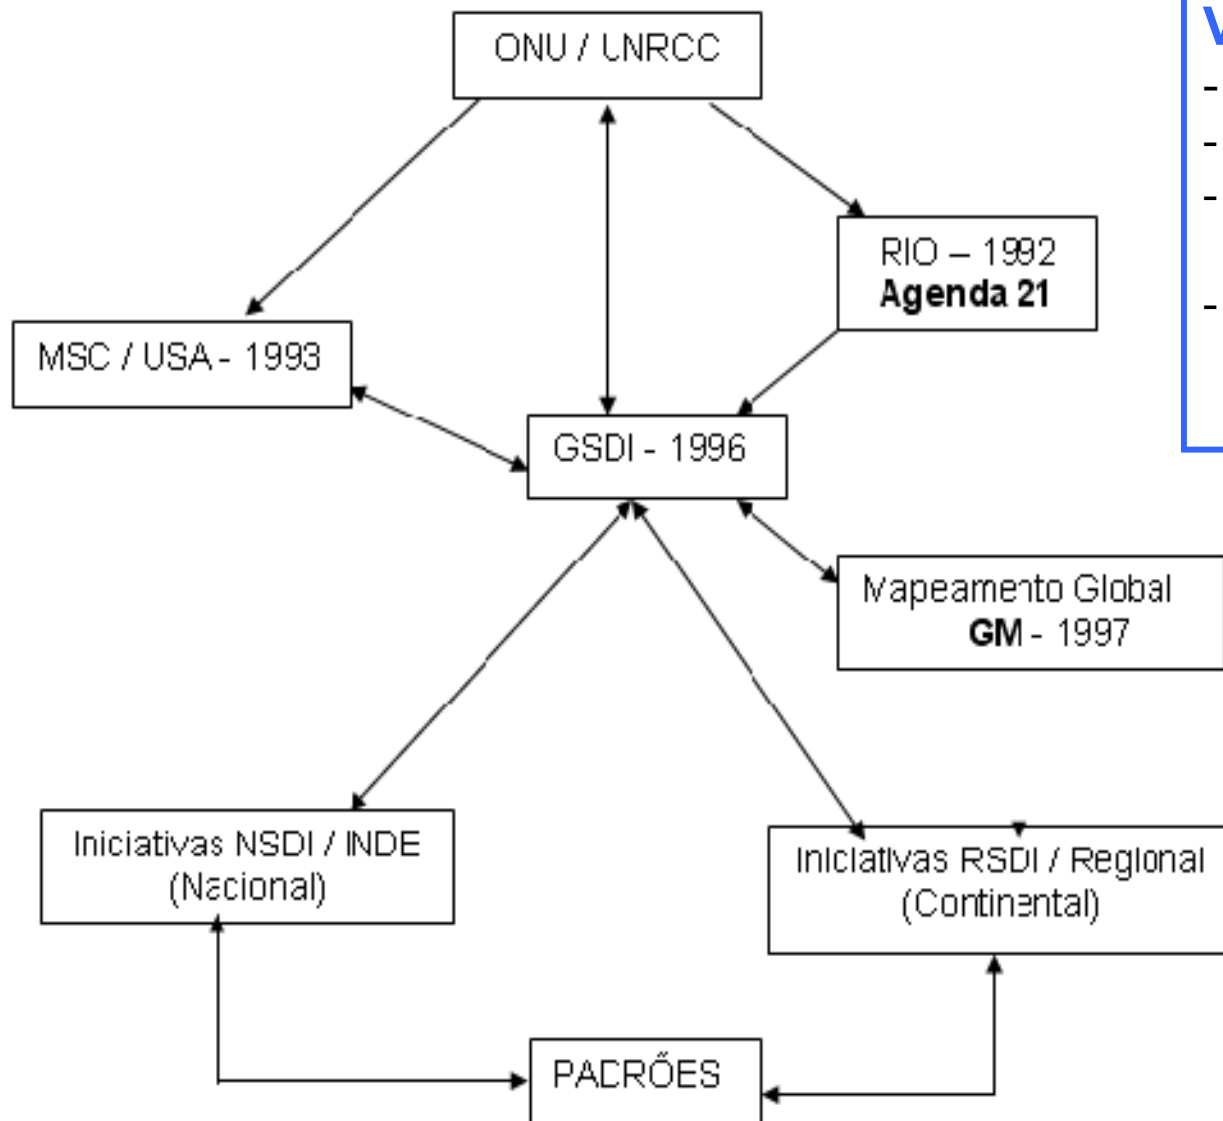 ONU / UNRCC
RIO – 1992
Agenda 21
MSC / USA - 1993
GSDI - 1996
Mapeamento Global
GM - 1997
Iniciativas NSDI / INDE
(Nacional)
Iniciativas RSDI / Regional
(Continental)
PADRÕES
V
-
-
-
-